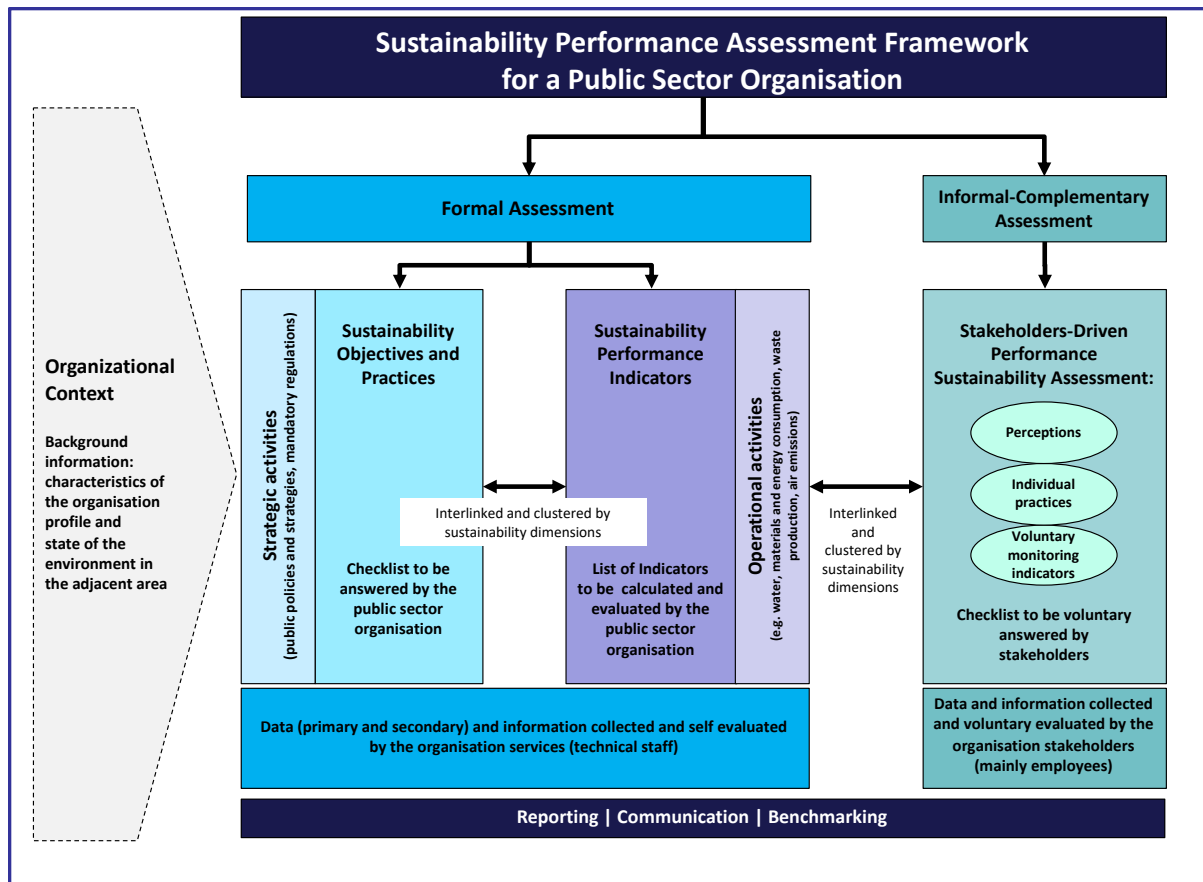 Sustainability Performance Assessment Framework
for a Public Sector Organisation
Formal Assessment
Informal-Complementary
Assessment
Organizational
Context
Background
information:
characteristics of
the organisation
profile and
state of the
environment in
the adjacent area
Strategic activities
(public policies and strategies, mandatory regulations)
Sustainability
Objectives and
Practices
Checklist to be
answered by the
public sector
organisation
Interlinked and clustered by
sustainability dimensions
Sustainability
Performance
Indicators
List of Indicators
to be calculated and
evaluated by the
public sector
organisation
Operational activities
(e.g. water, materials and energy consumption, waste
production, air emissions)
Interlinked
and
clustered by
sustainability
dimensions
Stakeholders-Driven
Performance
Sustainability Assessment:
Perceptions
Individual
practices
Voluntary
monitoring
indicators
Checklist to be voluntary
answered by
stakeholders
Data (primary and secondary) and information collected and self evaluated
by the organisation services (technical staff)
Data and information collected
and voluntary evaluated by the
organisation stakeholders
(mainly employees)
Reporting | Communication | Benchmarking